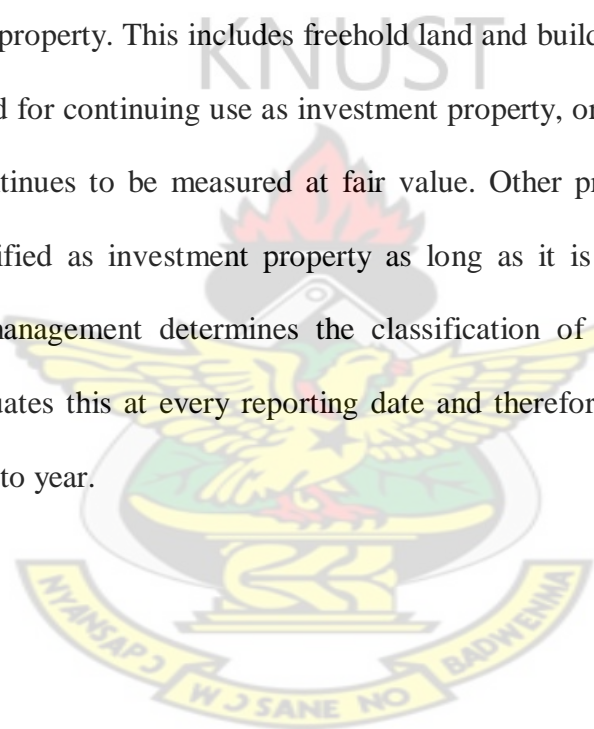 KNUST
property. This includes freehold land and build
d for continuing use as investment property, or
tinues to be measured at fair value. Other pr
ified as investment property as long as it is
management determines the classification of
uates this at every reporting date and therefor
to year.
NYANSAPƆ
WƆSANE NO
BADWENMA